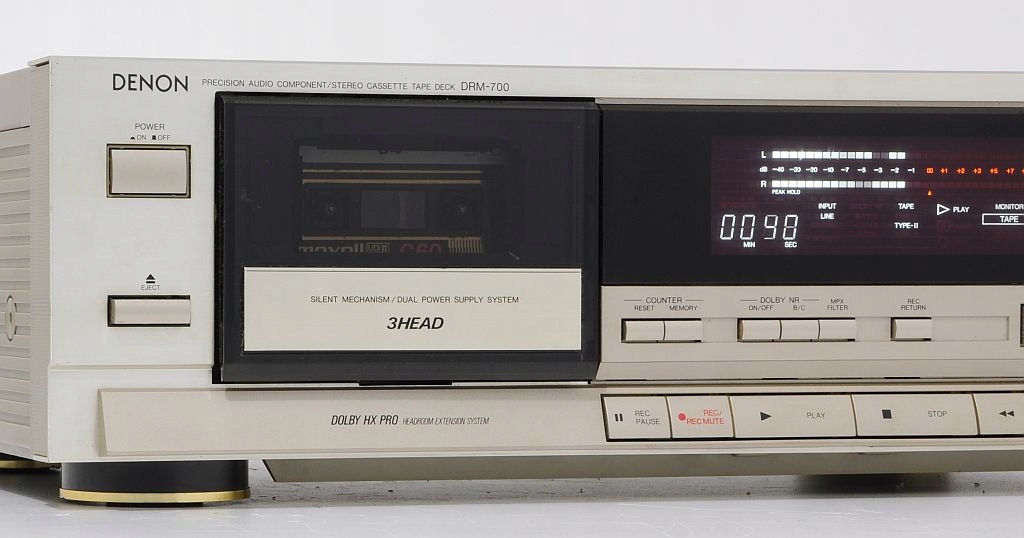 DENON PRECISION AUDIO COMPONENT/STEREO CASSETTE TAPE DECK DRM-700
POWER
ON OFF
EJECT
maxell UDII C60
SILENT MECHANISM / DUAL POWER SUPPLY SYSTEM
3HEAD
L
dB -40 -30 -20 -10 -7 -5 -3 -2 -1 +1 +2 +3 +5 +7
R
PEAK HOLD
INPUT TAPE MONITOR
LINE PLAY TAPE
TYPE-II
0098
MIN SEC
COUNTER
RESET MEMORY
DOLBY NR
ON/OFF B/C
MPX
FILTER
REC
RETURN
DOLBY HX PRO HEADROOM EXTENSION SYSTEM
REC
PAUSE
REC/
REC MUTE
PLAY
STOP